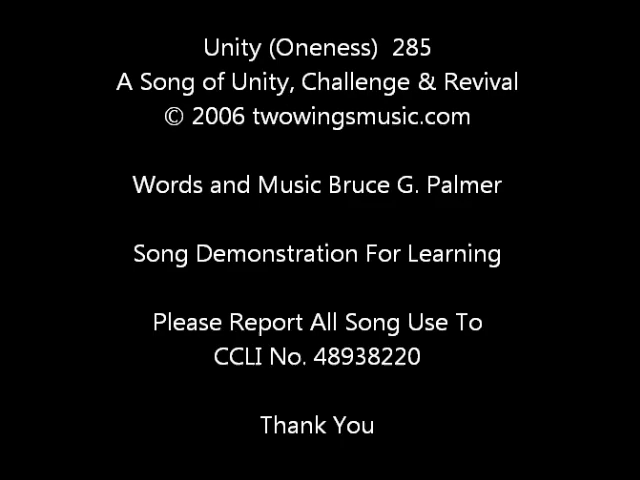 Unity (Oneness)  285
A Song of Unity, Challenge & Revival
© 2006 twowingsmusic.com
Words and Music Bruce G. Palmer
Song Demonstration For Learning
Please Report All Song Use To
CCLI No. 48938220
Thank You